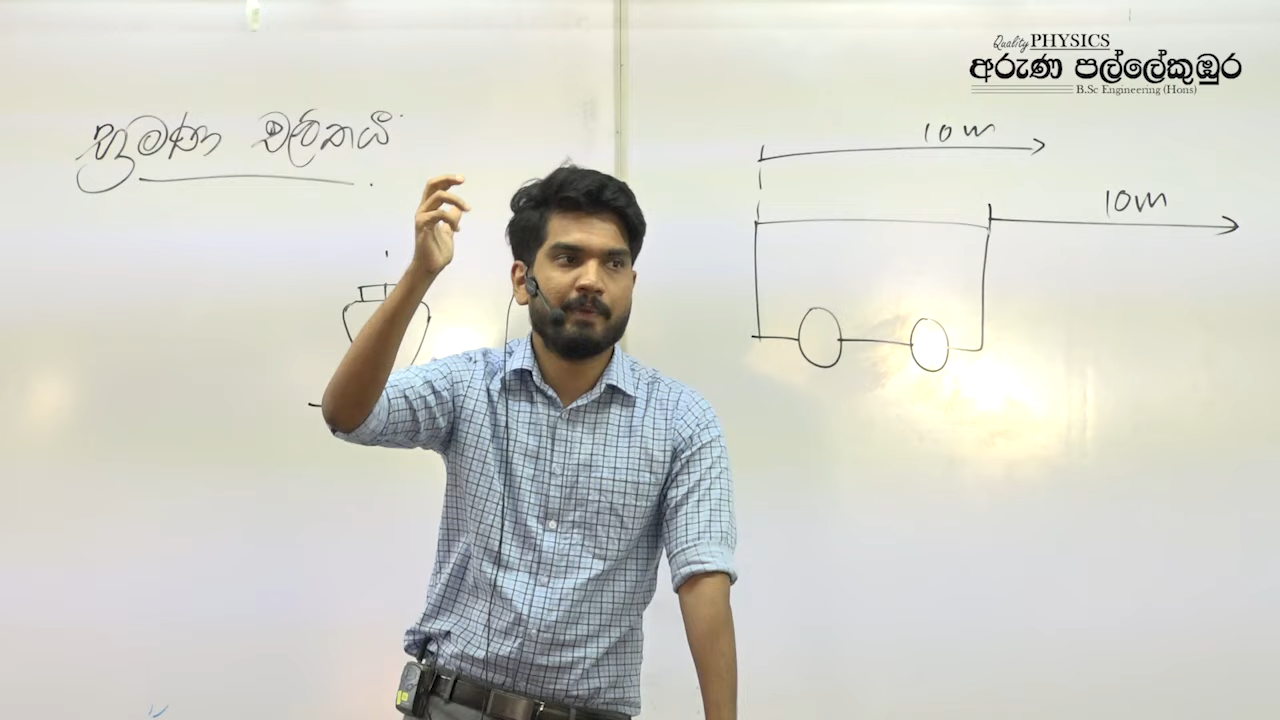 Quality PHYSICS
අරුණ පල්ලේකුඹුර
B.Sc Engineering (Hons)
භ්‍රමණ චලිතය
10m
10m